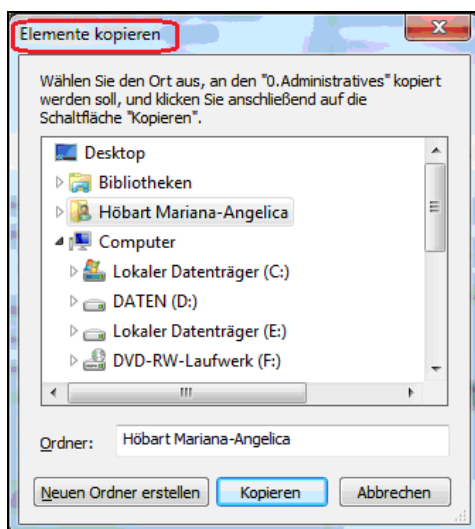 Elemente kopieren
Wählen Sie den Ort aus, an den "0.Administratives" kopiert
werden soll, und klicken Sie anschließend auf die
Schaltfläche "Kopieren".
Desktop
Bibliotheken
Höbart Mariana-Angelica
Computer
Lokaler Datenträger (C:)
DATEN (D:)
Lokaler Datenträger (E:)
DVD-RW-Laufwerk (F:)
Ordner: Höbart Mariana-Angelica
Neuen Ordner erstellen Kopieren Abbrechen